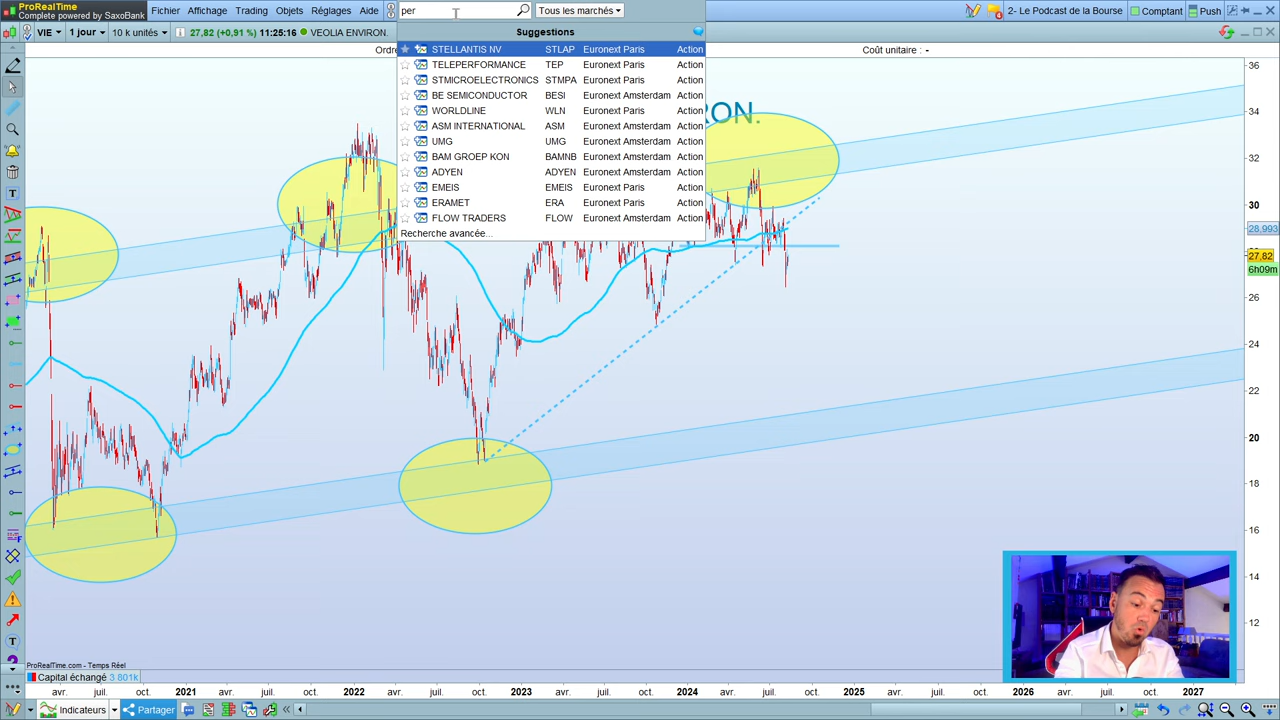 ProRealTime
Complete powered by SaxoBank
Fichier Affichage Trading Objets Réglages Aide
per
Tous les marchés
2- Le Podcast de la Bourse
Comptant
Push
VIE
1 jour
10 k unités
27,82 (+0,91 %) 11:25:16 VEOLIA ENVIRON.
Suggestions
Ordre
Coût unitaire : -
STELLANTIS NV STLAP Euronext Paris Action
TELEPERFORMANCE TEP Euronext Paris Action
STMICROELECTRONICS STMPA Euronext Paris Action
BE SEMICONDUCTOR BESI Euronext Amsterdam Action
WORLDLINE WLN Euronext Paris Action
ASM INTERNATIONAL ASM Euronext Amsterdam Action
UMG UMG Euronext Amsterdam Action
BAM GROEP KON BAMNB Euronext Amsterdam Action
ADYEN ADYEN Euronext Amsterdam Action
EMEIS EMEIS Euronext Paris Action
ERAMET ERA Euronext Paris Action
FLOW TRADERS FLOW Euronext Amsterdam Action
Recherche avancée...
RON.
36
34
32
30
28,993
27,82
6h09m
26
24
22
20
18
16
14
12
ProRealTime.com - Temps Réel
Capital échangé 3 801k
avr. juil. oct. 2021 avr. juil. oct. 2022 avr. juil. oct. 2023 avr. juil. oct. 2024 avr. juil. oct. 2025 avr. juil. oct. 2026 avr. juil. oct. 2027
Indicateurs
Partager